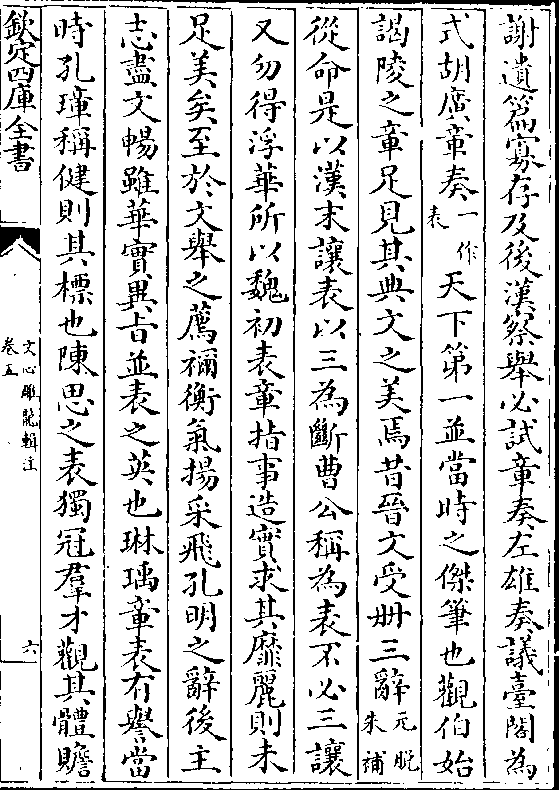 謝遺篇寡存及後漢察舉必試章奏左雄奏議臺閣為
式胡廣章奏一作表天下第一並當時之傑筆也觀伯始
謁陵之章足見其典文之美焉昔晉文受冊三辭元脫朱補
從命是以漢末讓表以三為斷曹公稱為表不必三讓
又勿得浮華所以魏初表章指事造實求其靡麗則未
足美矣至於文舉之薦禰衡氣揚采飛孔明之辭後主
志盡文暢雖華實異旨並表之英也琳瑀章表有譽當
時孔璋稱健則其標也陳思之表獨冠羣才觀其體贍
欽定四庫全書
文心雕龍輯注
卷五
六